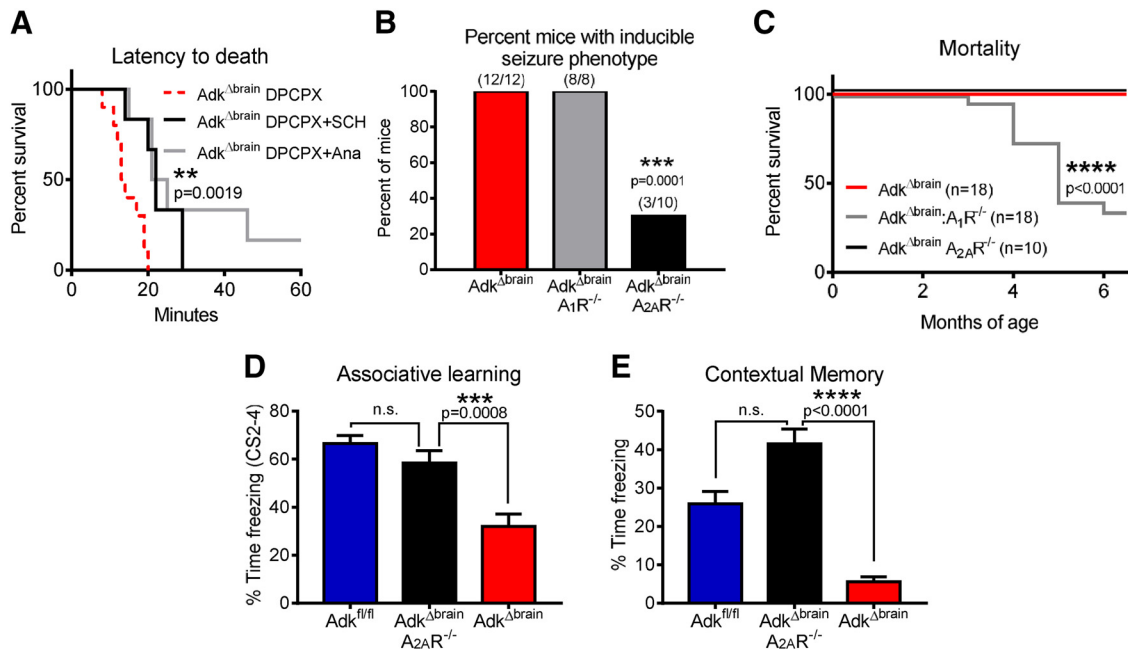 A
Latency to death
Percent survival
100
50
0
0 20 40 60
Minutes
Adk^Δbrain DPCPX
Adk^Δbrain DPCPX+SCH
Adk^Δbrain DPCPX+Ana
**
p=0.0019
B
Percent mice with inducible
seizure phenotype
(12/12) (8/8)
Percent of mice
100
80
60
40
20
0
***
p=0.0001
(3/10)
Adk^Δbrain
Adk^Δbrain
A1R-/-
Adk^Δbrain
A2AR-/-
C
Mortality
Percent survival
100
50
0
0 2 4 6
Months of age
****
p<0.0001
Adk^Δbrain (n=18)
Adk^Δbrain:A1R-/- (n=18)
Adk^Δbrain A2AR-/- (n=10)
D
Associative learning
% Time freezing (CS2-4)
80
60
40
20
0
n.s.
***
p=0.0008
Adk^fl/fl
Adk^Δbrain
A2AR-/-
Adk^Δbrain
E
Contextual Memory
% Time freezing
50
40
30
20
10
0
n.s.
****
p<0.0001
Adk^fl/fl
Adk^Δbrain
A2AR-/-
Adk^Δbrain